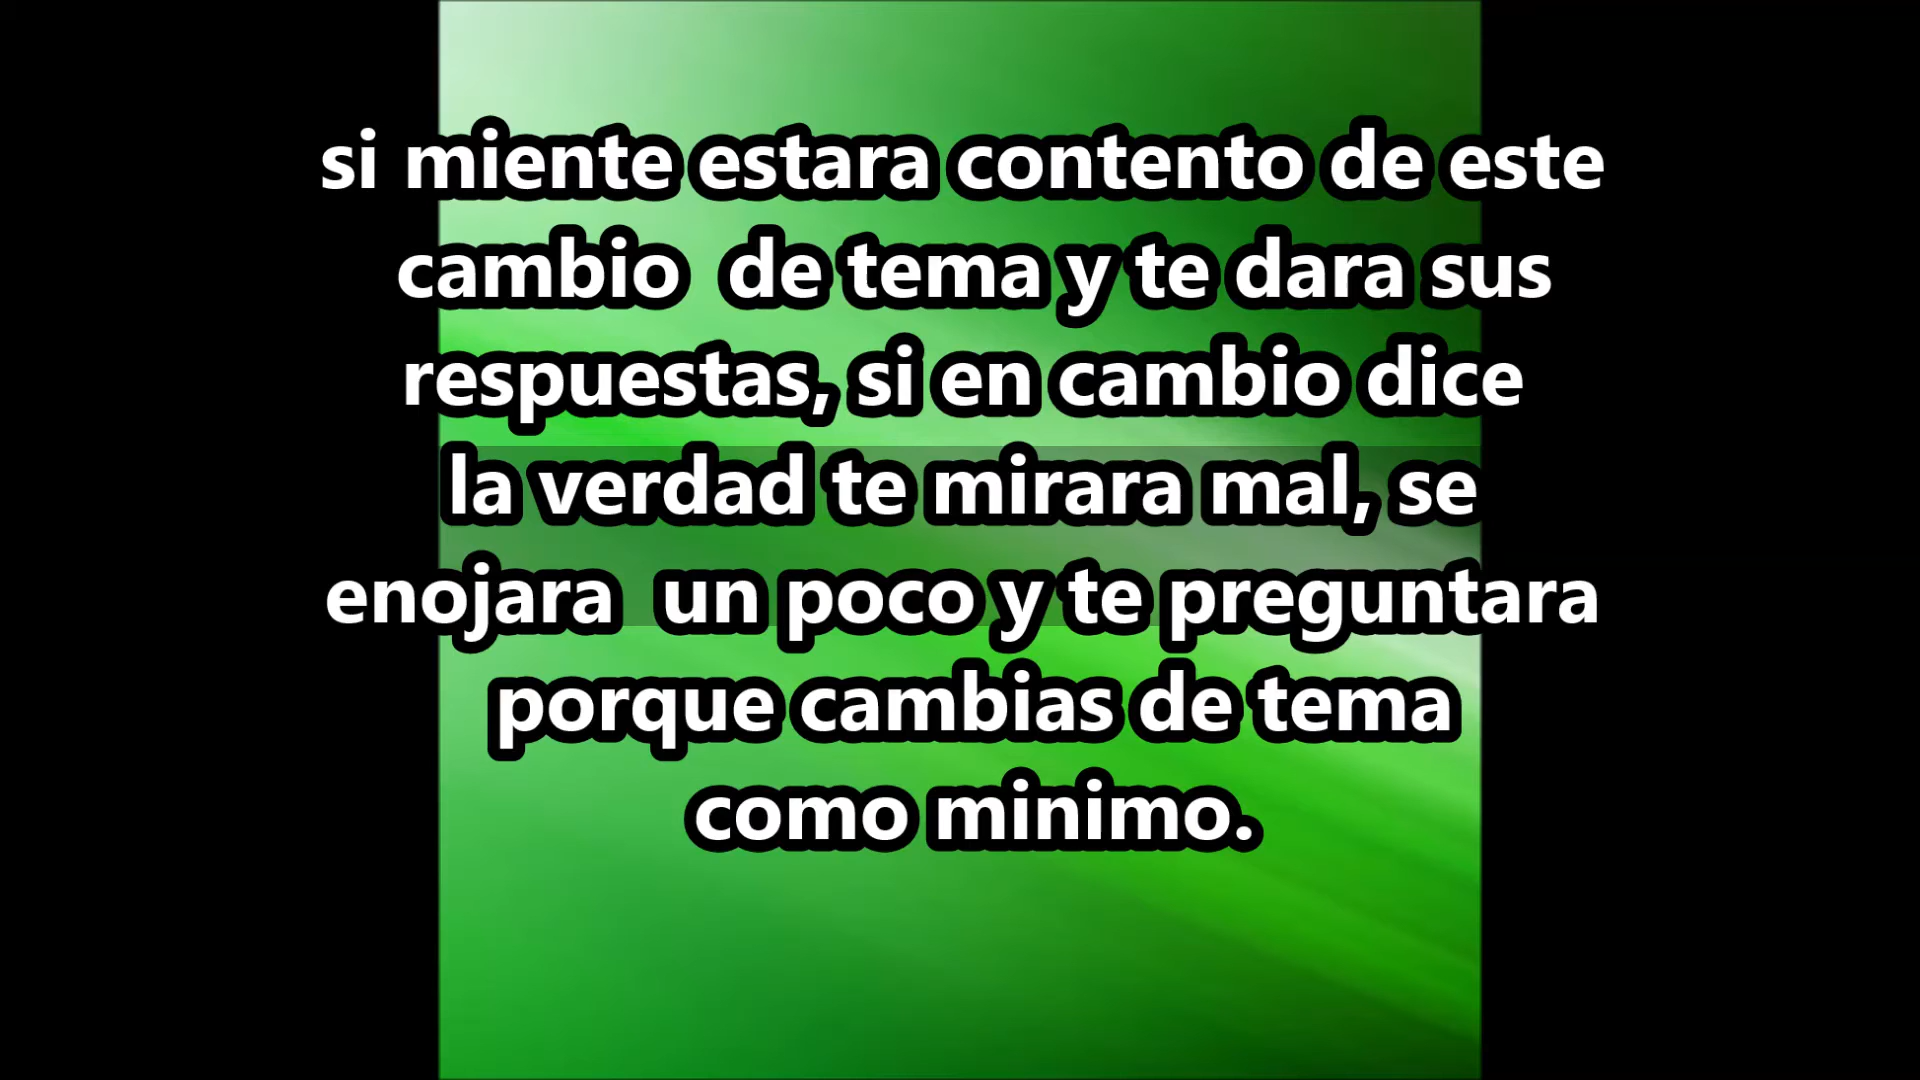 si miente estara contento de este
cambio de tema y te dara sus
respuestas, si en cambio dice
la verdad te mirara mal, se
enojara un poco y te preguntara
porque cambias de tema
como minimo.